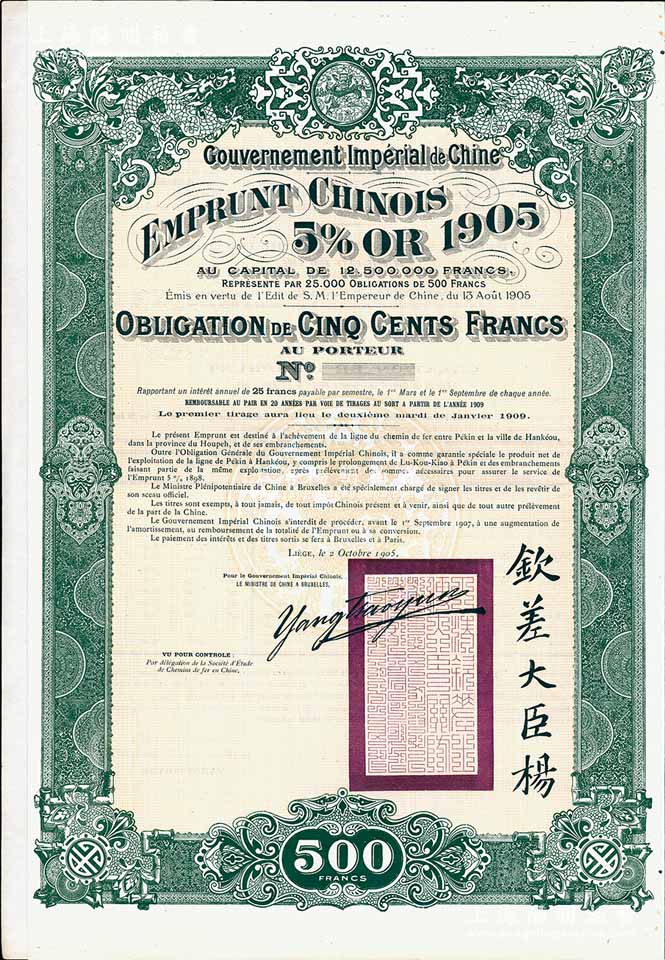 Gouvernement Impérial de Chine
EMPRUNT CHINOIS
5% OR 1905
AU CAPITAL DE 12.500.000 FRANCS,
REPRÉSENTÉ PAR 25.000 OBLIGATIONS DE 500 FRANCS
Émis en vertu de l'Edit de S. M. l'Empereur de Chine, du 13 Août 1905
OBLIGATION DE CINQ CENTS FRANCS
AU PORTEUR
No
Rapportant un intérêt annuel de 25 francs payable par semestre, le 1er Mars et le 1er Septembre de chaque année.
REMBOURSABLE AU PAIR EN 20 ANNÉES PAR VOIE DE TIRAGES AU SORT A PARTIR DE L'ANNÉE 1909
Le premier tirage aura lieu le deuxième mardi de janvier 1909.
Le présent Emprunt est destiné à l'achèvement de la ligne du chemin de fer entre Pékin et la ville de Hankéou,
dans la province du Houpeh, et de ses embranchements.
Outre l'Obligation Générale du Gouvernement Impérial Chinois, il a comme garantie spéciale le produit net de
l'exploitation de la ligne de Pékin à Hankéou, y compris le prolongement de Lu-Kou-Kiao à Pékin et des embranchements
faisant partie de la même exploitation, après prélèvement des sommes nécessaires pour assurer le service de
l'Emprunt 5 %, 1898.
Le Ministre Plénipotentiaire de Chine à Bruxelles a été spécialement chargé de signer les titres et de les revêtir de
son sceau officiel.
Les titres sont exempts, à tout jamais, de tout impôt Chinois présent et à venir, ainsi que de tout autre prélèvement
de la part de la Chine.
Le Gouvernement Impérial Chinois s'interdit de procéder, avant le 1er Septembre 1907, à une augmentation de
l'amortissement, au remboursement de la totalité de l'Emprunt ou à sa conversion.
Le paiement des intérêts et des titres sortis se fera à Bruxelles et à Paris.
LIÉGE, le 2 Octobre 1905.
Pour le Gouvernement Impérial Chinois,
LE MINISTRE DE CHINE A BRUXELLES,
Yang Tsao yun
欽差大臣楊
VU POUR CONTROLE :
Par délégation de la Société d'Étude
de Chemins de fer en Chine,
500
FRANCS